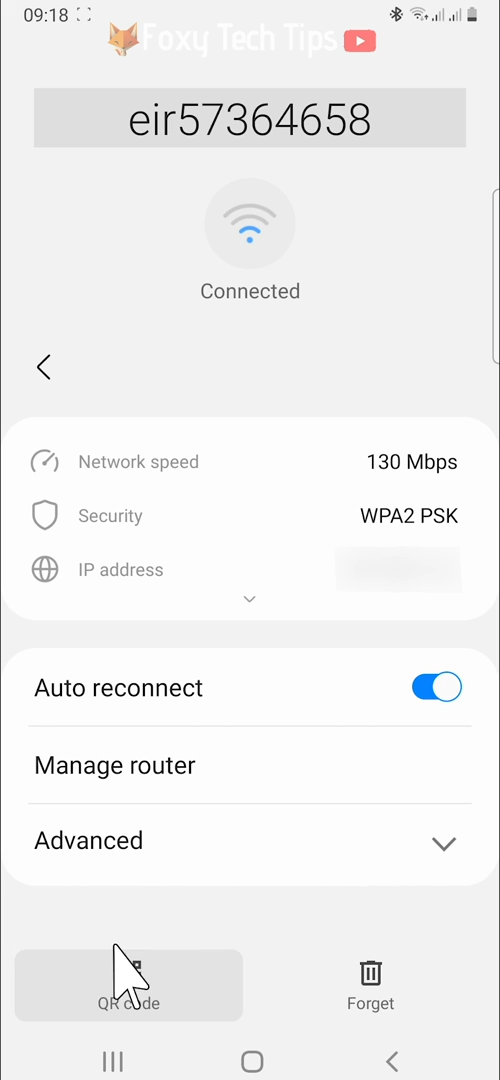 09:18
Foxy Tech Tips
eir57364658
Connected
Network speed 130 Mbps
Security WPA2 PSK
IP address
Auto reconnect
Manage router
Advanced
QR code
Forget